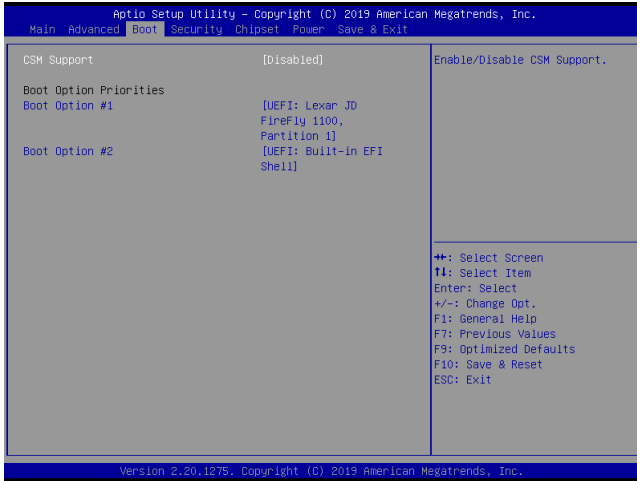 Aptio Setup Utility – Copyright (C) 2019 American Megatrends, Inc.
Main Advanced Boot Security Chipset Power Save & Exit
CSM Support [Disabled]
Boot Option Priorities
Boot Option #1 [UEFI: Lexar JD
FireFly 1100,
Partition 1]
Boot Option #2 [UEFI: Built-in EFI
Shell]
Enable/Disable CSM Support.
→←: Select Screen
↑↓: Select Item
Enter: Select
+/-: Change Opt.
F1: General Help
F7: Previous Values
F9: Optimized Defaults
F10: Save & Reset
ESC: Exit
Version 2.20.1275. Copyright (C) 2019 American Megatrends, Inc.